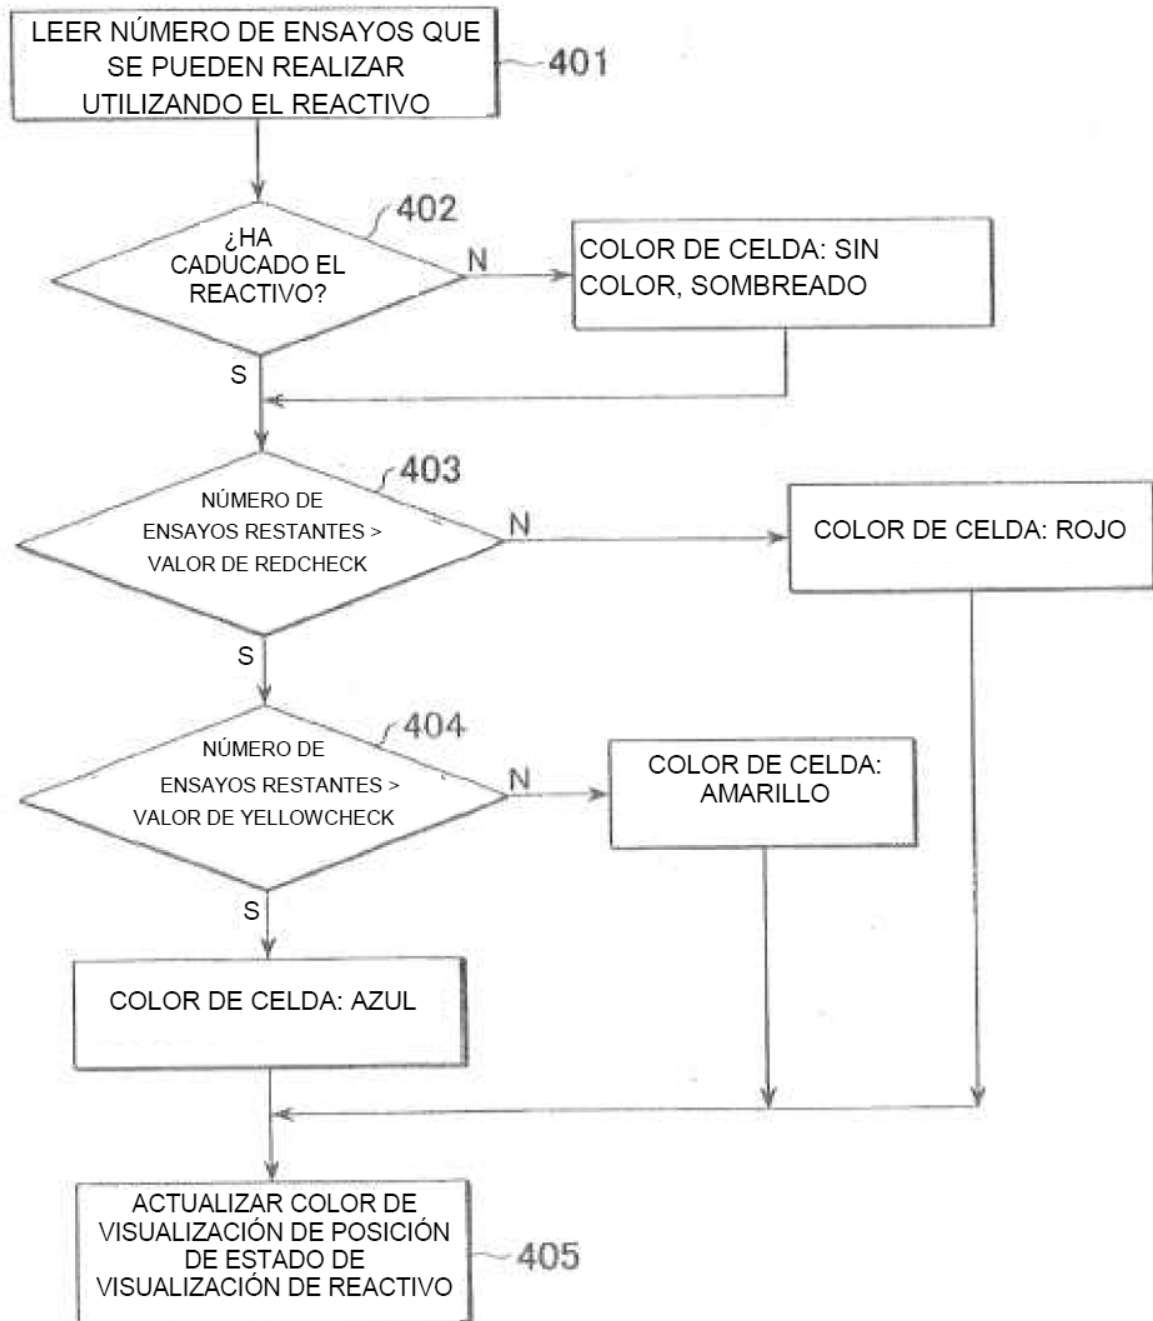 LEER NÚMERO DE ENSAYOS QUE
SE PUEDEN REALIZAR
UTILIZANDO EL REACTIVO
401
402
¿HA
CADUCADO EL
REACTIVO?
N
COLOR DE CELDA: SIN
COLOR, SOMBREADO
S
403
NÚMERO DE
ENSAYOS RESTANTES >
VALOR DE REDCHECK
N
COLOR DE CELDA: ROJO
S
404
NÚMERO DE
ENSAYOS RESTANTES >
VALOR DE YELLOWCHECK
N
COLOR DE CELDA:
AMARILLO
S
COLOR DE CELDA: AZUL
ACTUALIZAR COLOR DE
VISUALIZACIÓN DE POSICIÓN
DE ESTADO DE
VISUALIZACIÓN DE REACTIVO
405